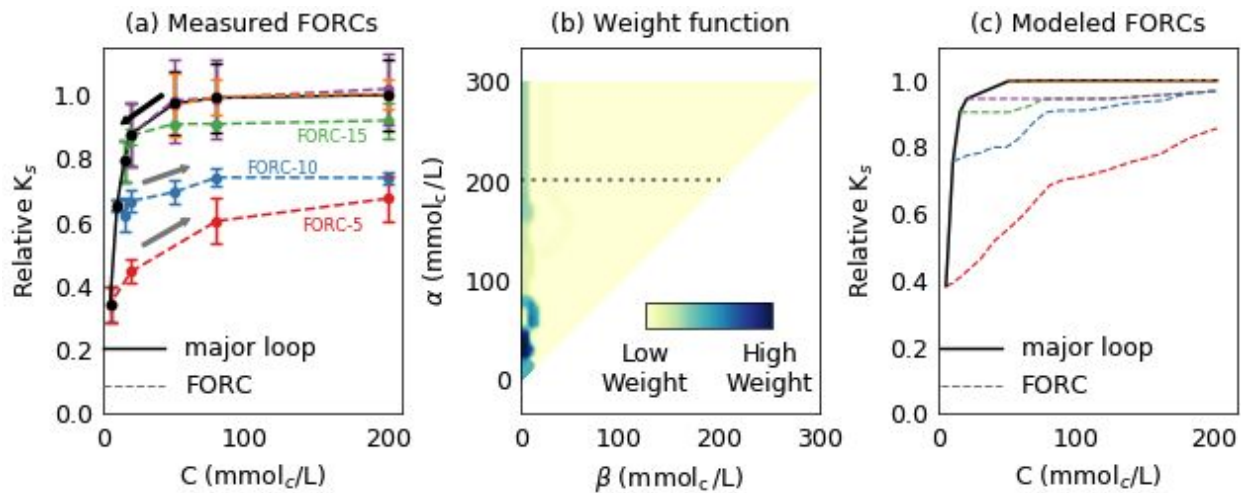 (a) Measured FORCs
Relative Kₛ
1.0
0.8
0.6
0.4
0.2
0.0
FORC-15
FORC-10
FORC-5
major loop
FORC
0
100
200
C (mmol_c/L)
(b) Weight function
α (mmol_c/L)
300
200
100
0
Low
Weight
High
Weight
0
100
200
300
β (mmol_c/L)
(c) Modeled FORCs
Relative Kₛ
1.0
0.8
0.6
0.4
0.2
0.0
major loop
FORC
0
100
200
C (mmol_c/L)